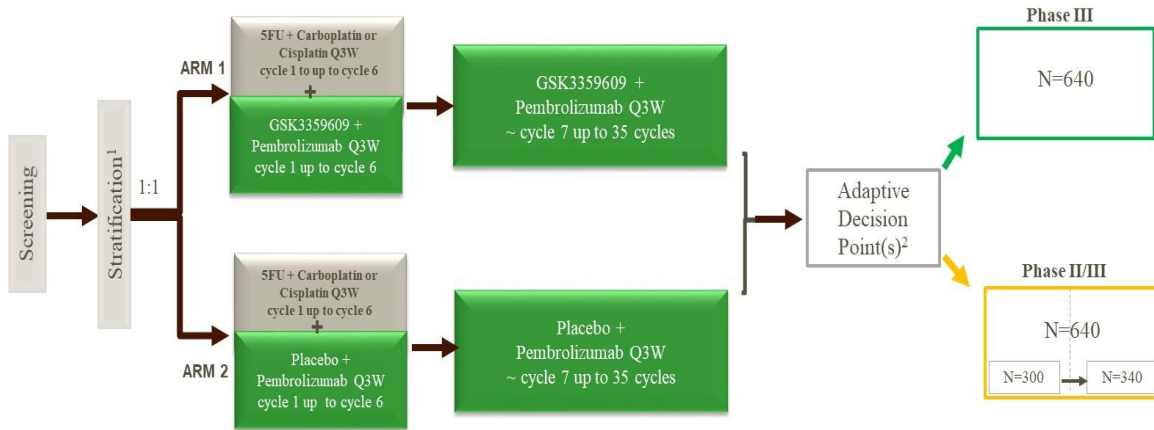 Screening
Stratification1
1:1
ARM 1
5FU + Carboplatin or
Cisplatin Q3W
cycle 1 to up to cycle 6
+
GSK3359609 +
Pembrolizumab Q3W
cycle 1 up to cycle 6
GSK3359609 +
Pembrolizumab Q3W
~ cycle 7 up to 35 cycles
ARM 2
5FU + Carboplatin or
Cisplatin Q3W
cycle 1 up to cycle 6
+
Placebo +
Pembrolizumab Q3W
cycle 1 up to cycle 6
Placebo +
Pembrolizumab Q3W
~ cycle 7 up to 35 cycles
Adaptive
Decision
Point(s)2
Phase III
N=640
Phase II/III
N=640
N=300
N=340